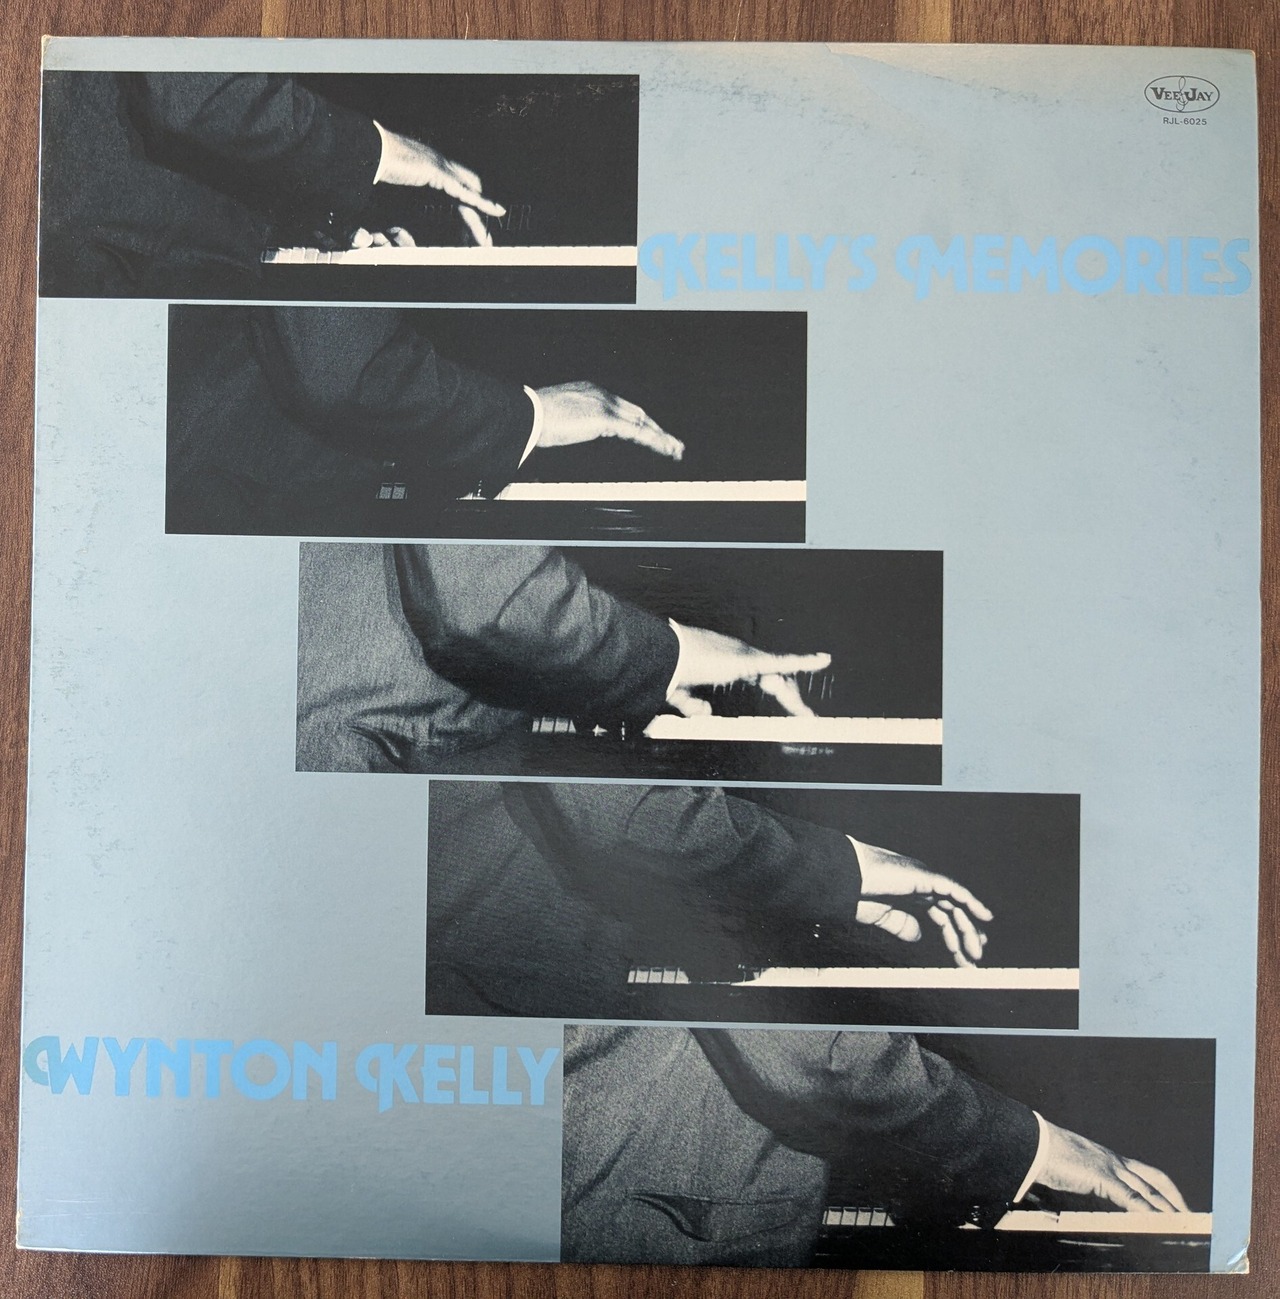 VEE JAY
RJL-6025
KELLY'S MEMORIES
WYNTON KELLY